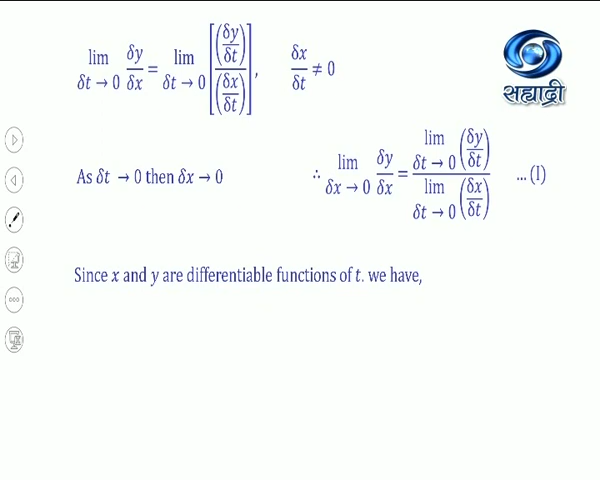 lim δt → 0 δy/δx = lim δt → 0 [(δy/δt)/(δx/δt)], δx/δt ≠ 0
सह्याद्री
As δt → 0 then δx → 0 ∴ lim δx → 0 δy/δx = lim δt → 0 (δy/δt) / lim δt → 0 (δx/δt) ... (I)
Since x and y are differentiable functions of t. we have,